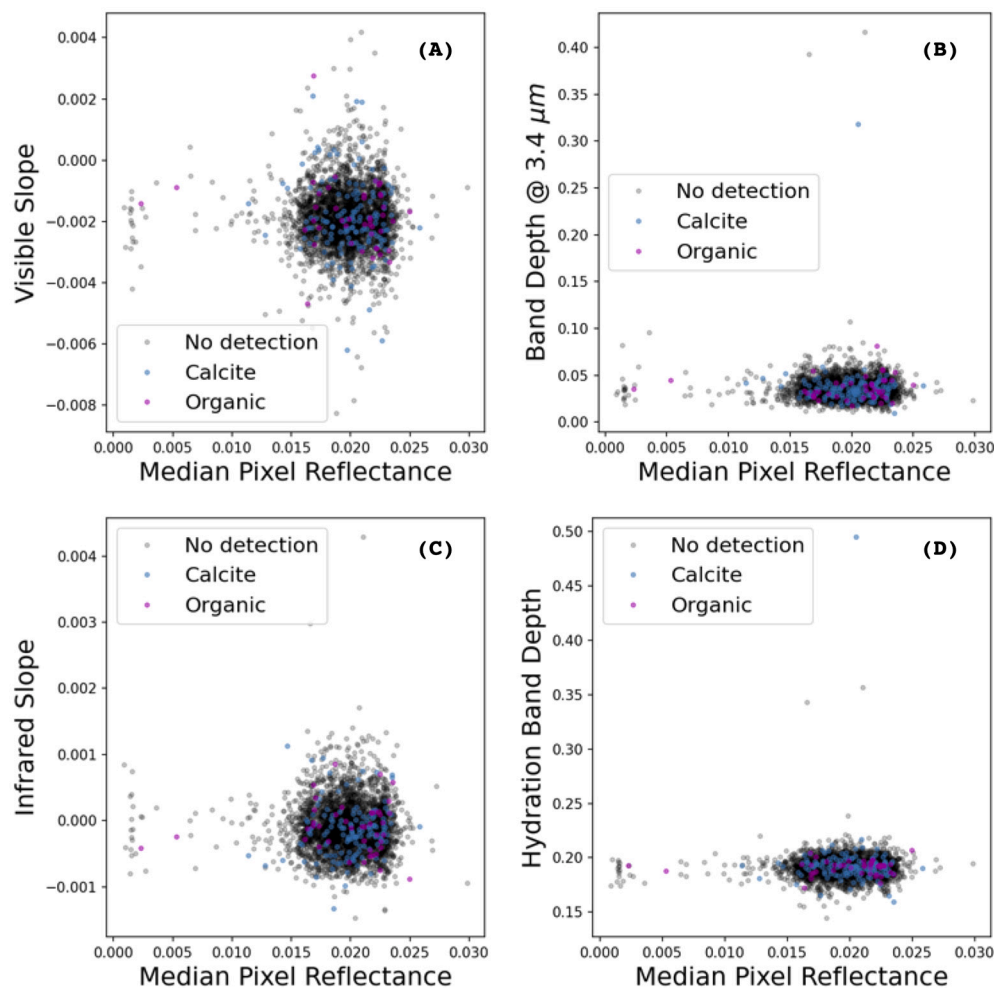 (A)
0.004
0.002
0.000
−0.002
−0.004
−0.006
−0.008
Visible Slope
No detection
Calcite
Organic
0.000 0.005 0.010 0.015 0.020 0.025 0.030
Median Pixel Reflectance
(B)
0.40
0.35
0.30
0.25
0.20
0.15
0.10
0.05
0.00
Band Depth @ 3.4 μm
No detection
Calcite
Organic
0.000 0.005 0.010 0.015 0.020 0.025 0.030
Median Pixel Reflectance
(C)
0.004
0.003
0.002
0.001
0.000
−0.001
Infrared Slope
No detection
Calcite
Organic
0.000 0.005 0.010 0.015 0.020 0.025 0.030
Median Pixel Reflectance
(D)
0.50
0.45
0.40
0.35
0.30
0.25
0.20
0.15
Hydration Band Depth
No detection
Calcite
Organic
0.000 0.005 0.010 0.015 0.020 0.025 0.030
Median Pixel Reflectance